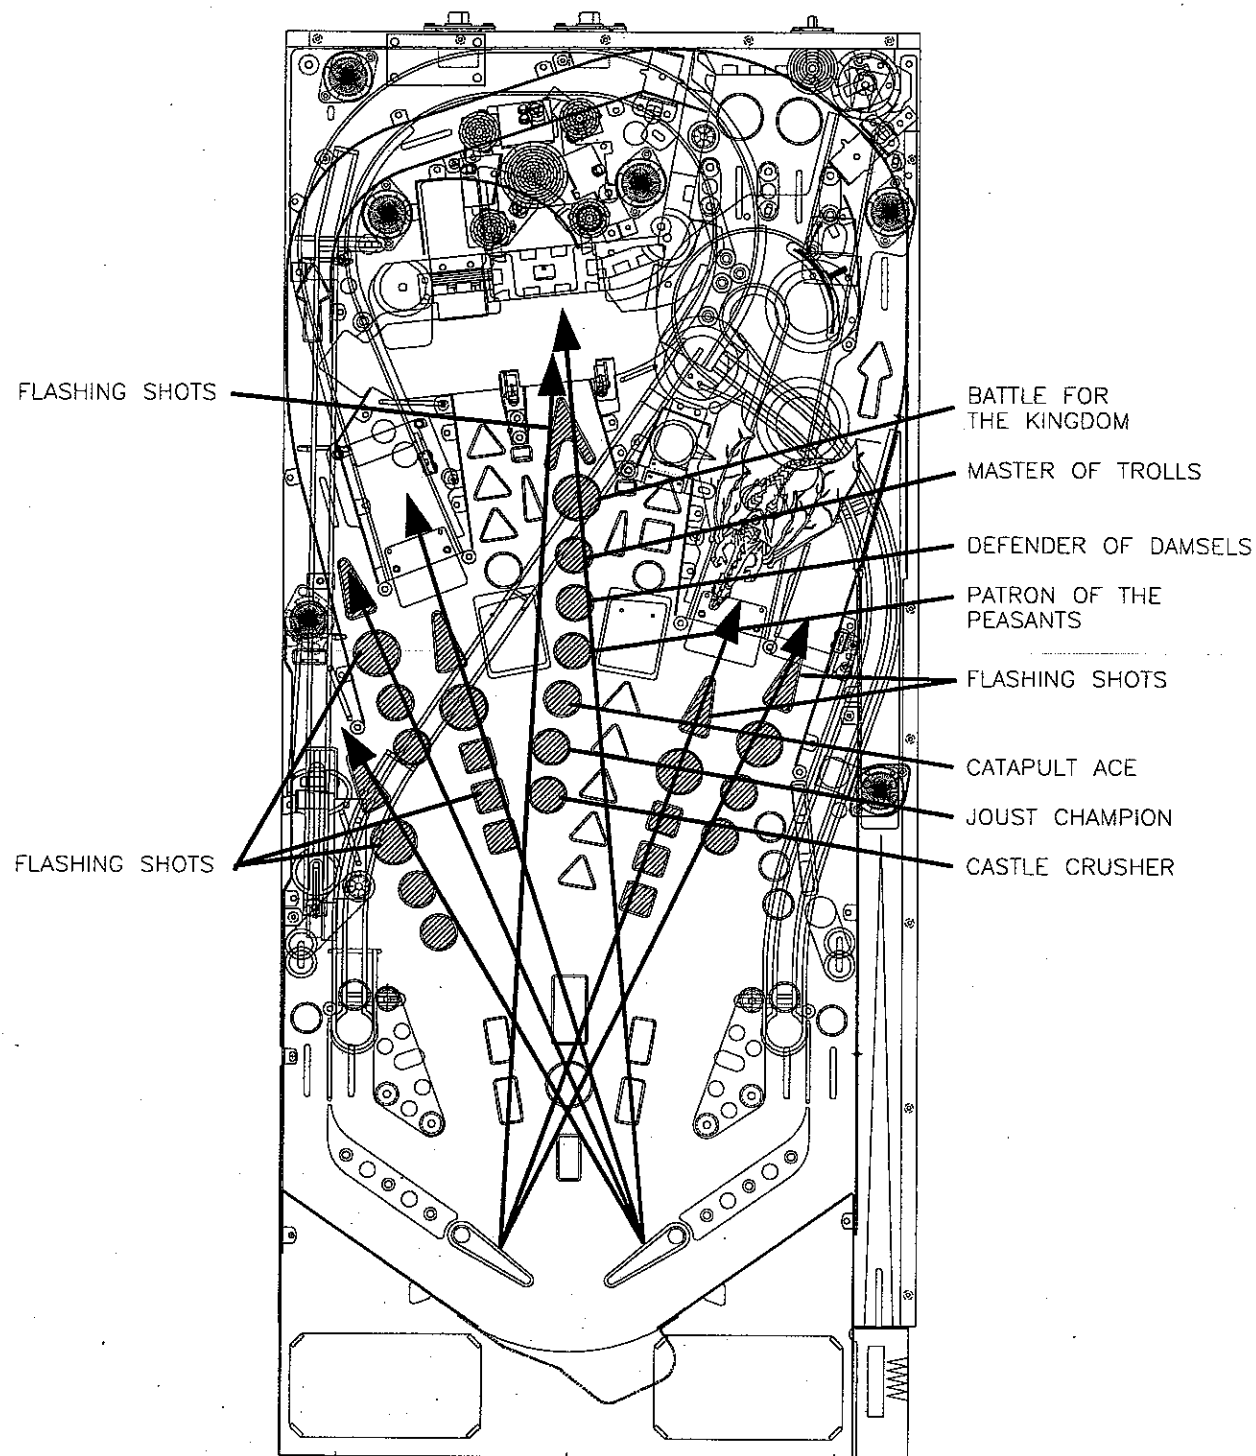 FLASHING SHOTS
BATTLE FOR
THE KINGDOM
MASTER OF TROLLS
DEFENDER OF DAMSELS
PATRON OF THE
PEASANTS
FLASHING SHOTS
CATAPULT ACE
JOUST CHAMPION
FLASHING SHOTS
CASTLE CRUSHER